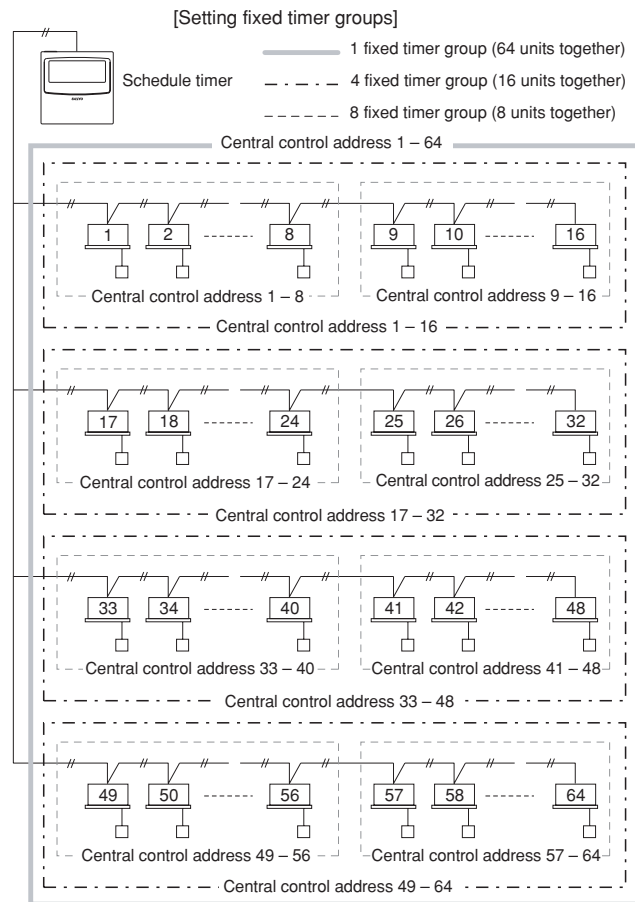 [Setting fixed timer groups]
1 fixed timer group (64 units together)
Schedule timer
4 fixed timer group (16 units together)
8 fixed timer group (8 units together)
Central control address 1 – 64
1 2 8 9 10 16
Central control address 1 – 8 Central control address 9 – 16
Central control address 1 – 16
17 18 24 25 26 32
Central control address 17 – 24 Central control address 25 – 32
Central control address 17 – 32
33 34 40 41 42 48
Central control address 33 – 40 Central control address 41 – 48
Central control address 33 – 48
49 50 56 57 58 64
Central control address 49 – 56 Central control address 57 – 64
Central control address 49 – 64